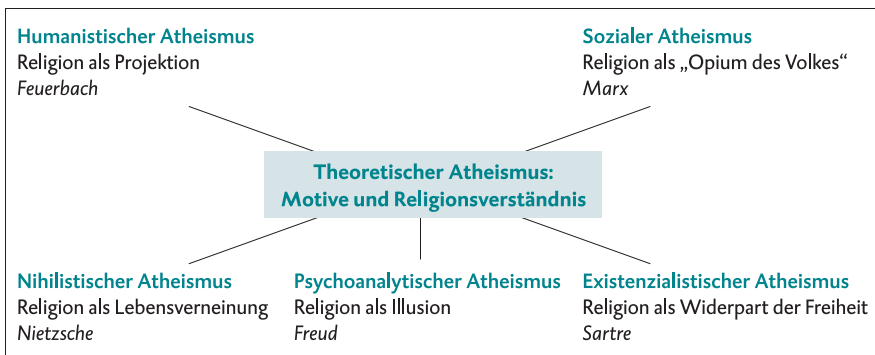 Humanistischer Atheismus
Religion als Projektion
Feuerbach
Sozialer Atheismus
Religion als „Opium des Volkes“
Marx
Theoretischer Atheismus:
Motive und Religionsverständnis
Nihilistischer Atheismus
Religion als Lebensverneinung
Nietzsche
Psychoanalytischer Atheismus
Religion als Illusion
Freud
Existenzialistischer Atheismus
Religion als Widerpart der Freiheit
Sartre